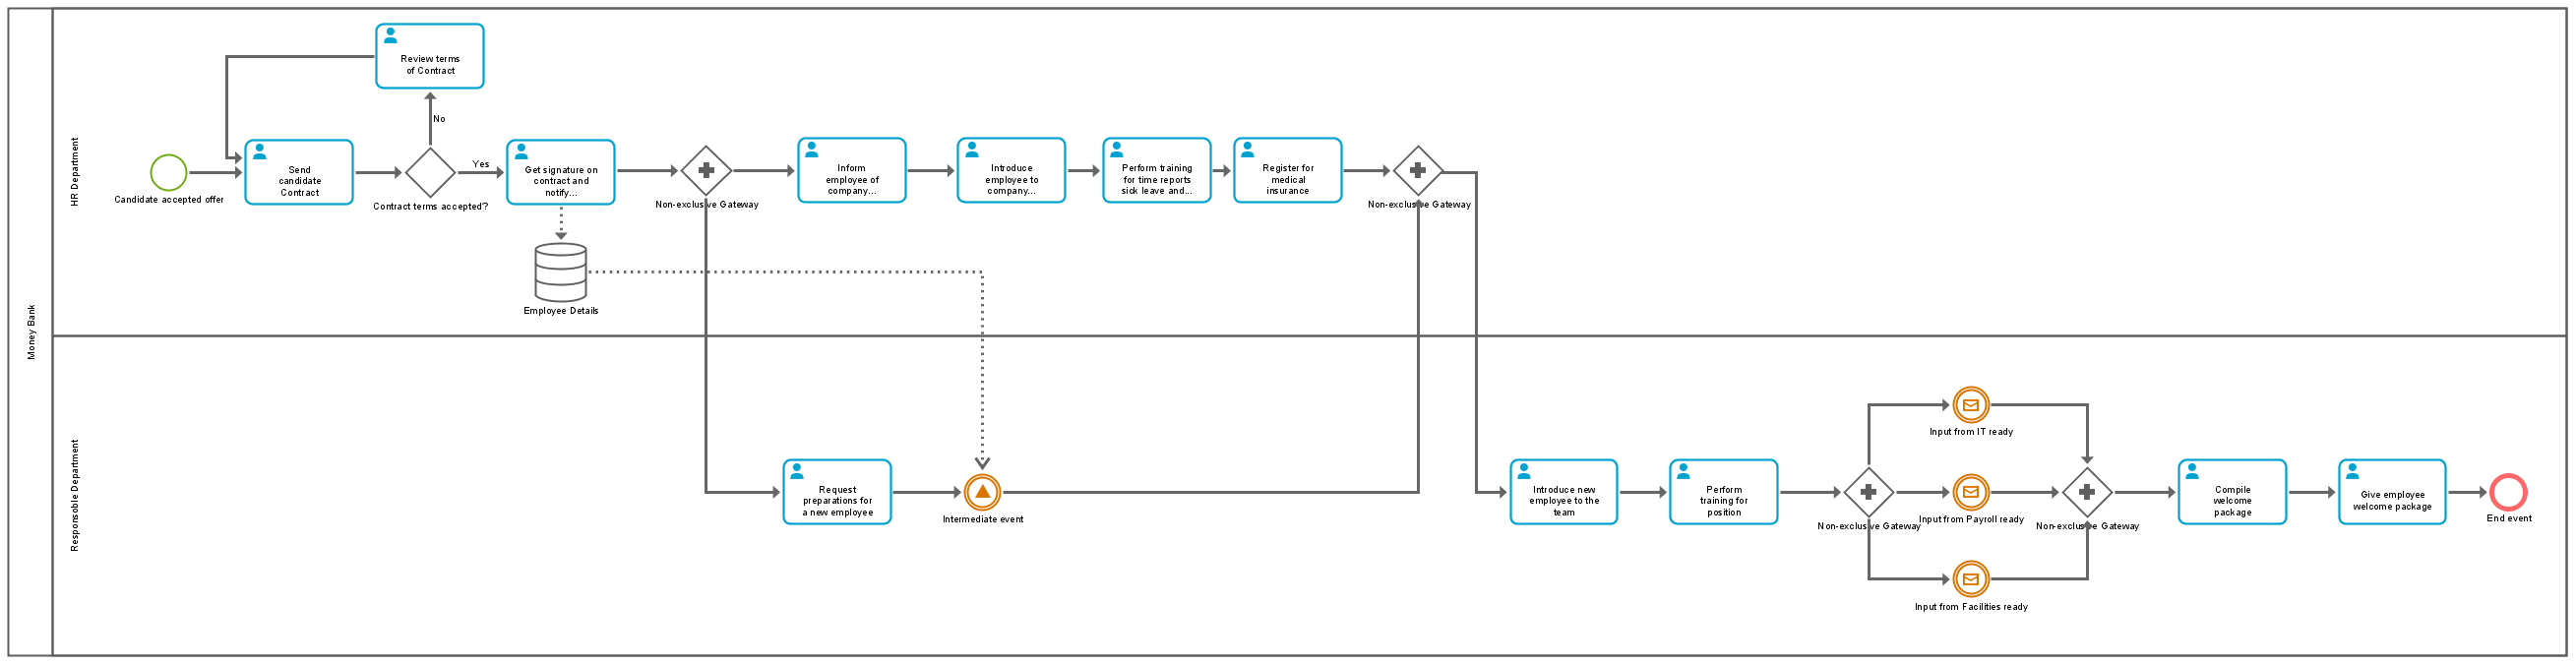 Money Bank
HR Department
Review terms
of Contract
No
Candidate accepted offer
Send
candidate
Contract
Contract terms accepted?
Yes
Get signature on
contract and
notify...
Employee Details
Non-exclusive Gateway
Inform
employee of
company...
Introduce
employee to
company...
Perform training
for time reports
sick leave and...
Register for
medical
insurance
Non-exclusive Gateway
Responsoble Department
Request
preparations for
a new employee
Intermediate event
Introduce new
employee to the
team
Perform
training for
position
Non-exclusive Gateway
Input from IT ready
Input from Payroll ready
Input from Facilities ready
Non-exclusive Gateway
Compile
welcome
package
Give employee
welcome package
End event